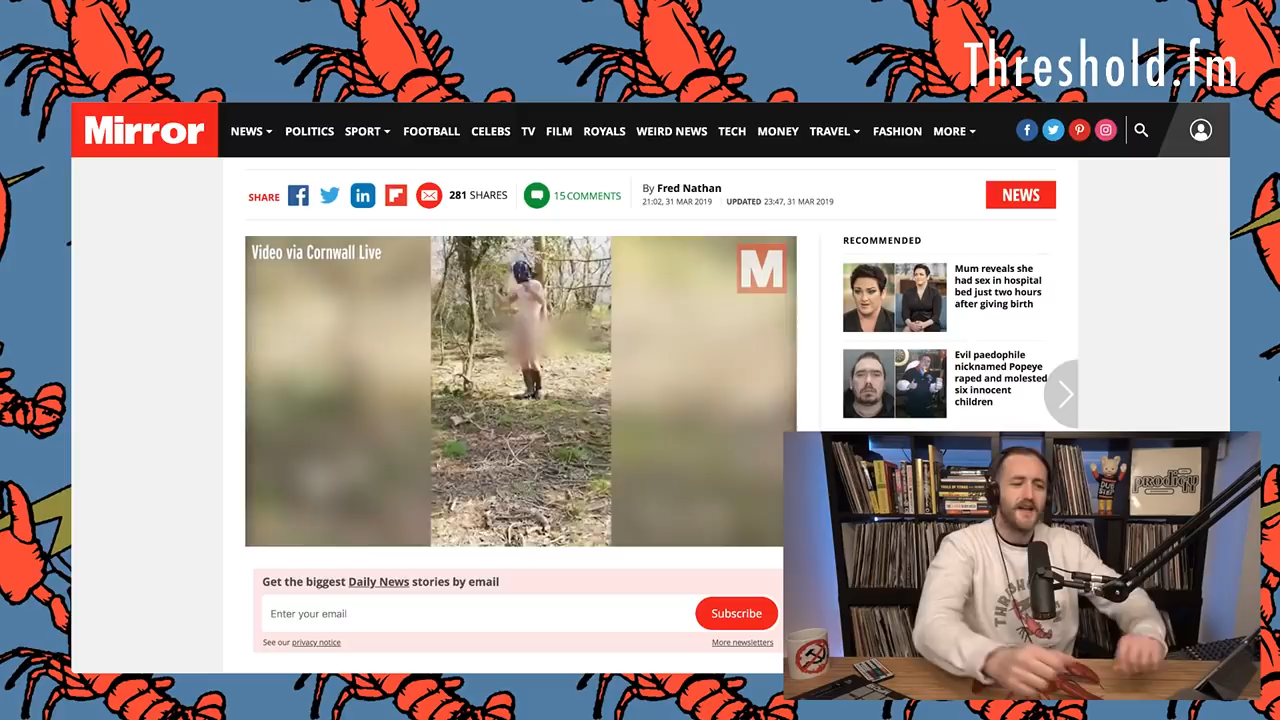 Threshold.fm
Mirror
NEWS POLITICS SPORT FOOTBALL CELEBS TV FILM ROYALS WEIRD NEWS TECH MONEY TRAVEL FASHION MORE
SHARE 281 SHARES 15 COMMENTS
By Fred Nathan
21:02, 31 MAR 2019 UPDATED 23:47, 31 MAR 2019
NEWS
Video via Cornwall Live
M
RECOMMENDED
Mum reveals she
had sex in hospital
bed just two hours
after giving birth
Evil paedophile
nicknamed Popeye
raped and molested
six innocent
children
Get the biggest Daily News stories by email
Enter your email
Subscribe
See our privacy notice
More newsletters
prodigy
DUB
STEP